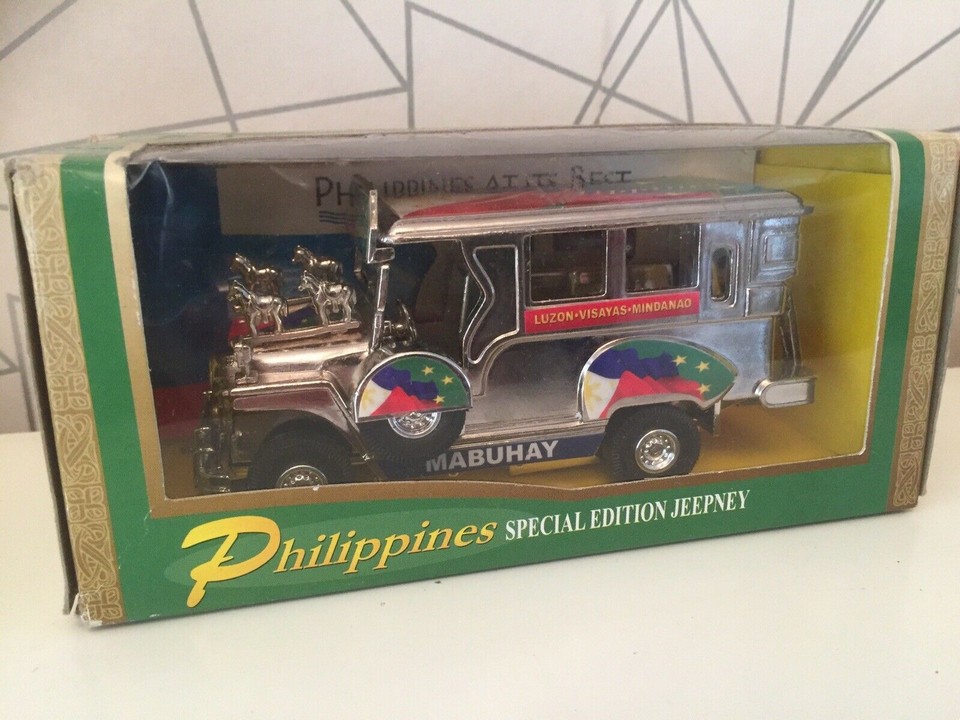 PHILIPPINES AT ITS BEST
LUZON•VISAYAS•MINDANAO
MABUHAY
Philippines SPECIAL EDITION JEEPNEY